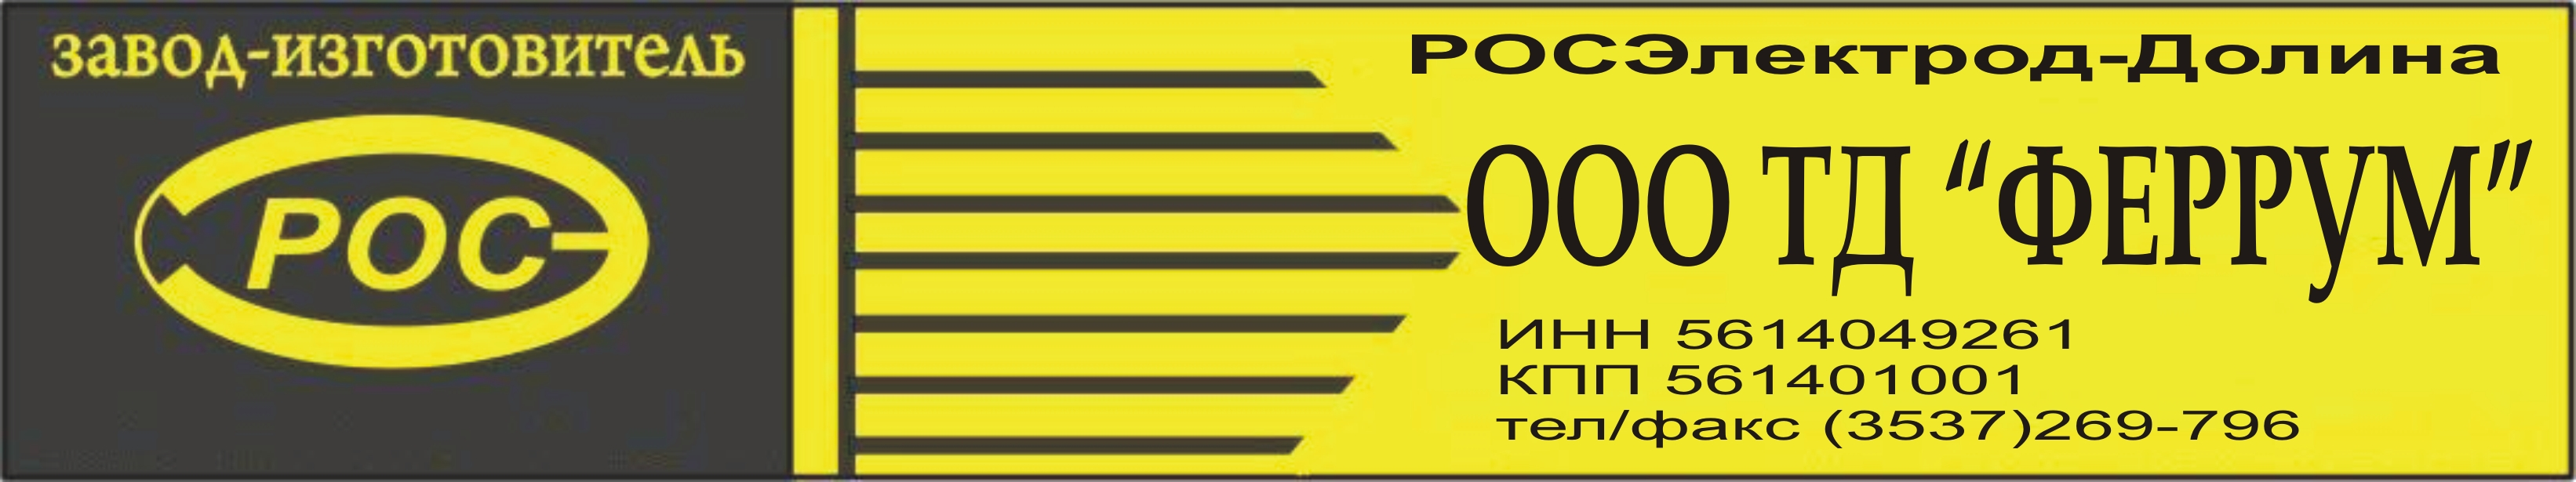 завод-изготовитель
РОС
РОСЭлектрод-Долина
ООО ТД “ФЕРРУМ”
ИНН 5614049261
КПП 561401001
тел/факс (3537)269-796